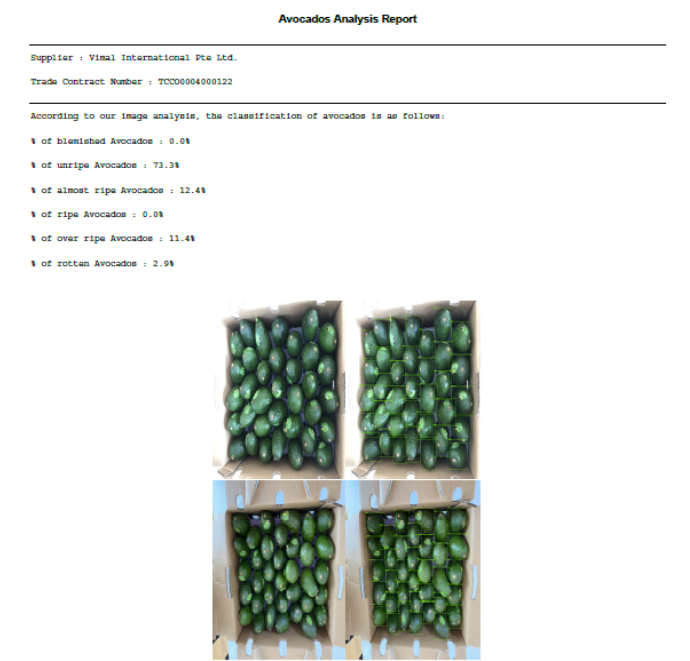 Avocados Analysis Report
Supplier : Vimal International Pte Ltd.
Trade Contract Number : TCC00004000122
According to our image analysis, the classification of avocados is as follows:
% of blemished Avocados : 0.0%
% of unripe Avocados : 73.3%
% of almost ripe Avocados : 12.4%
% of ripe Avocados : 0.0%
% of over ripe Avocados : 11.4%
% of rotten Avocados : 2.9%